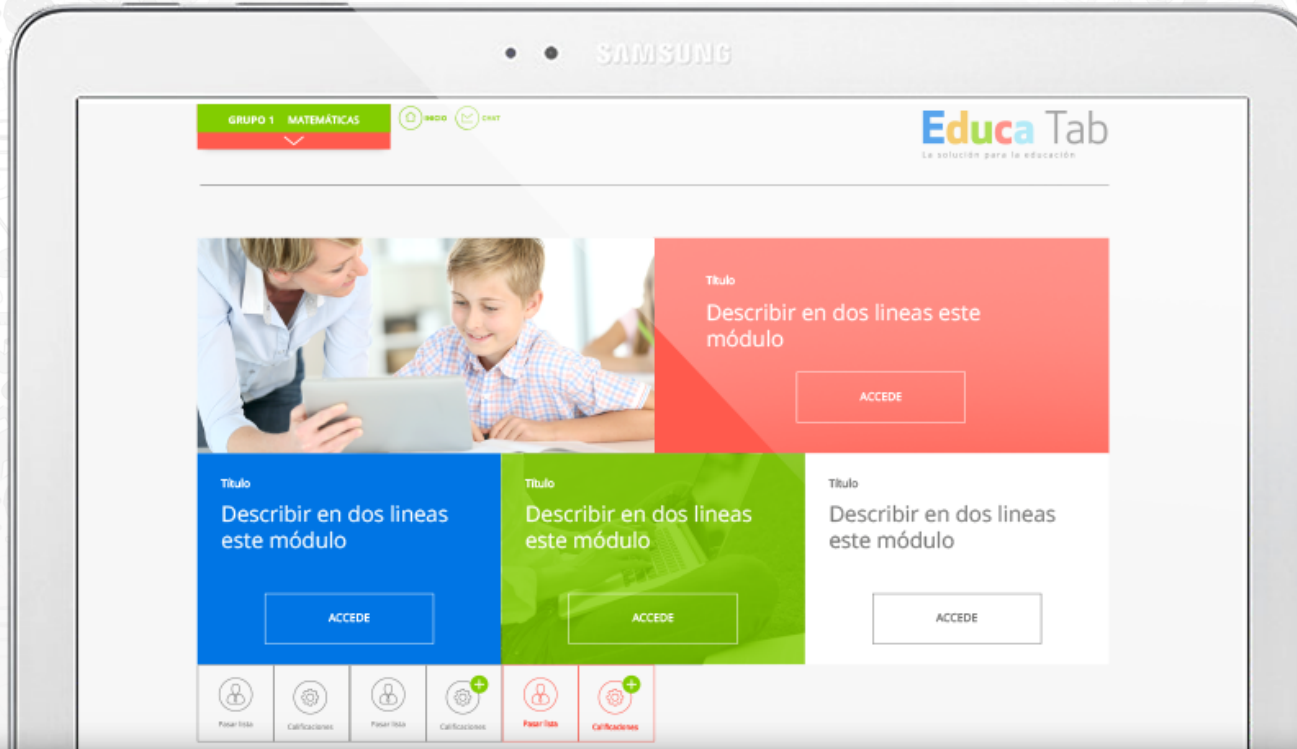 SAMSUNG
GRUPO 1 MATEMÁTICAS
INICIO
CHAT
Educa Tab
La solución para la educación
Título
Describir en dos lineas este
módulo
ACCEDE
Título
Describir en dos lineas
este módulo
ACCEDE
Título
Describir en dos lineas
este módulo
ACCEDE
Título
Describir en dos lineas
este módulo
ACCEDE
Pasar lista
Calificaciones
Pasar lista
Calificaciones
Pasar lista
Calificaciones